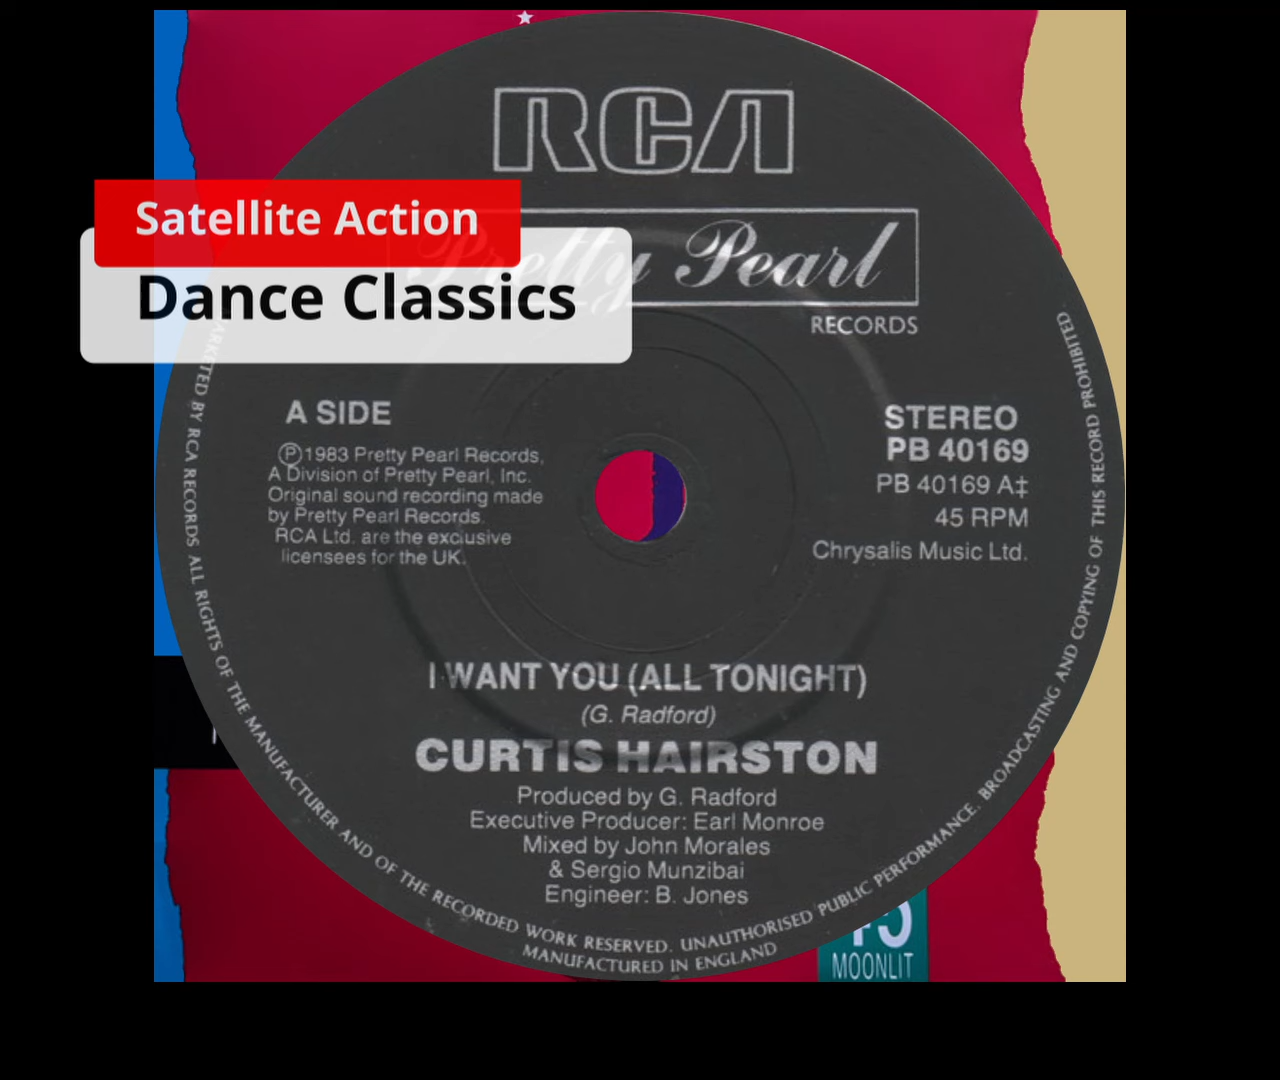 RCA
Satellite Action
Pretty Pearl
Dance Classics
RECORDS
A SIDE
Ⓟ1983 Pretty Pearl Records,
A Division of Pretty Pearl, Inc.
Original sound recording made
by Pretty Pearl Records.
RCA Ltd. are the exclusive
licensees for the UK.
STEREO
PB 40169
PB 40169 A‡
45 RPM
Chrysalis Music Ltd.
I WANT YOU (ALL TONIGHT)
(G. Radford)
CURTIS HAIRSTON
Produced by G. Radford
Executive Producer: Earl Monroe
Mixed by John Morales
& Sergio Munzibai
Engineer: B. Jones
BY RCA RECORDS ALL RIGHTS OF THE MANUFACTURER AND OF THE RECORDED WORK RESERVED. UNAUTHORISED PUBLIC PERFORMANCE. BROADCASTING AND COPYING OF THIS RECORD PROHIBITED
MANUFACTURED IN ENGLAND
MOONLIT